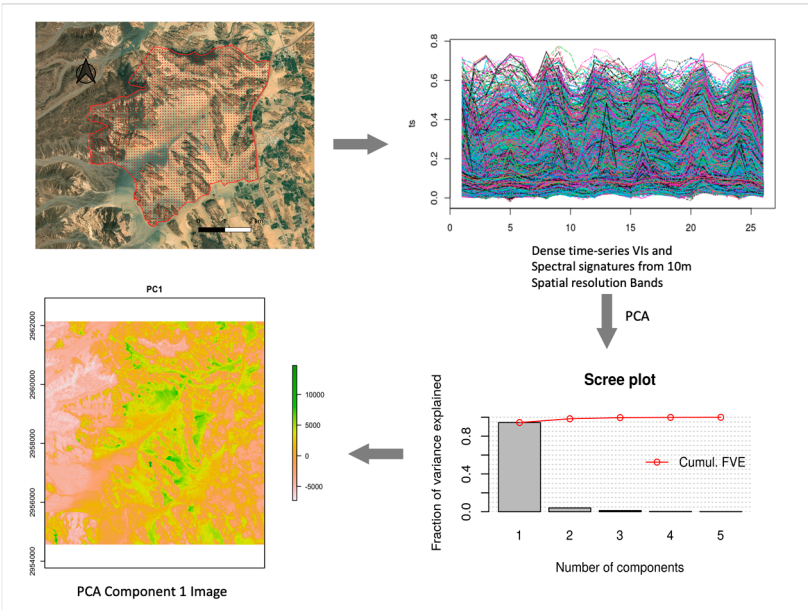 0
km
0.8
0.6
0.4
0.2
0.0
ts
0 5 10 15 20 25
Dense time-series VIs and
Spectral signatures from 10m
Spatial resolution Bands
PCA
PC1
2962000
2960000
2958000
2956000
2954000
10000
5000
0
-5000
PCA Component 1 Image
Scree plot
Fraction of variance explained
0.8
0.4
0.0
Cumul. FVE
1 2 3 4 5
Number of components